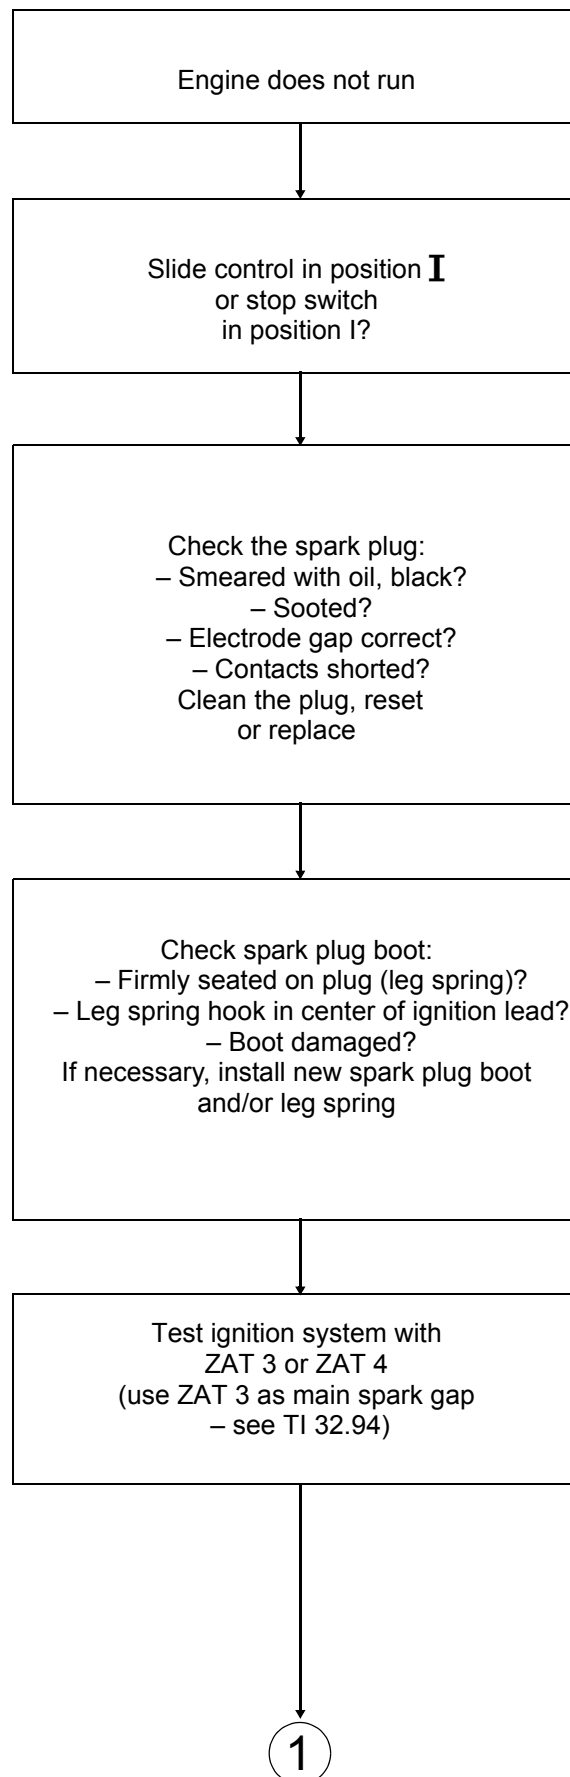 Engine does not run
Slide control in position I
or stop switch
in position I?
Check the spark plug:
– Smeared with oil, black?
– Sooted?
– Electrode gap correct?
– Contacts shorted?
Clean the plug, reset
or replace
Check spark plug boot:
– Firmly seated on plug (leg spring)?
– Leg spring hook in center of ignition lead?
– Boot damaged?
If necessary, install new spark plug boot
and/or leg spring
Test ignition system with
ZAT 3 or ZAT 4
(use ZAT 3 as main spark gap
– see TI 32.94)
1